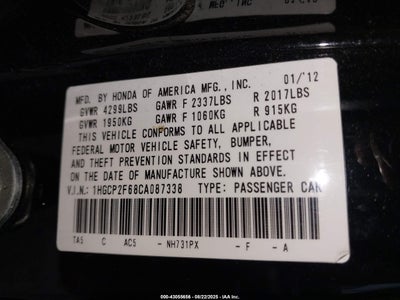 MFD. BY HONDA OF AMERICA MFG., INC. 01/'12
GVWR 4299LBS GAWR F 2337LBS R 2017LBS
GVWR 1950KG GAWR F 1060KG R 915KG
THIS VEHICLE CONFORMS TO ALL APPLICABLE
FEDERAL MOTOR VEHICLE SAFETY, BUMPER,
AND THEFT PREVENTION STANDARDS IN EFFECT
ON THE DATE OF MANUFACTURE SHOWN ABOVE.
V.I.N.: 1HGCP2F68CA087338 TYPE: PASSENGER CAR
TA5 C AC5 - NH731PX - F - A
000-43055656 - 08/22/2025 - IAA Inc.